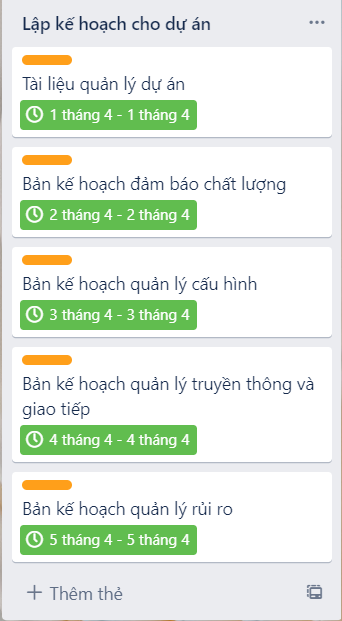 Lập kế hoạch cho dự án
Tài liệu quản lý dự án
1 tháng 4 - 1 tháng 4
Bản kế hoạch đảm báo chất lượng
2 tháng 4 - 2 tháng 4
Bản kế hoạch quản lý cấu hình
3 tháng 4 - 3 tháng 4
Bản kế hoạch quản lý truyền thông và
giao tiếp
4 tháng 4 - 4 tháng 4
Bản kế hoạch quản lý rủi ro
5 tháng 4 - 5 tháng 4
Thêm thẻ